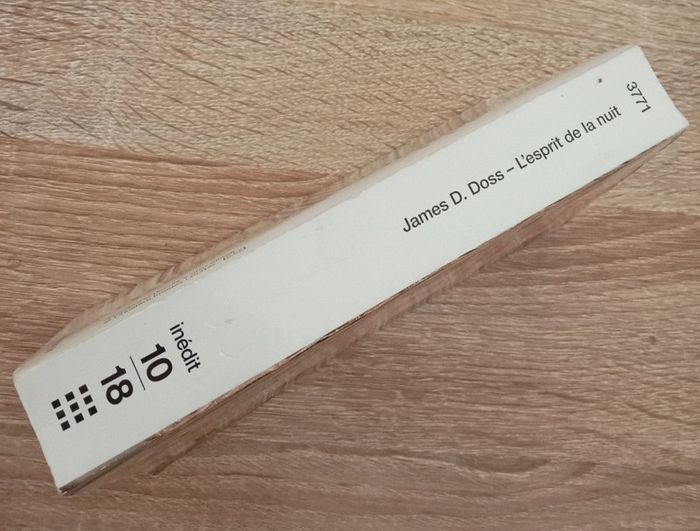 James D. Doss – L'esprit de la nuit
3771
inédit
10
18